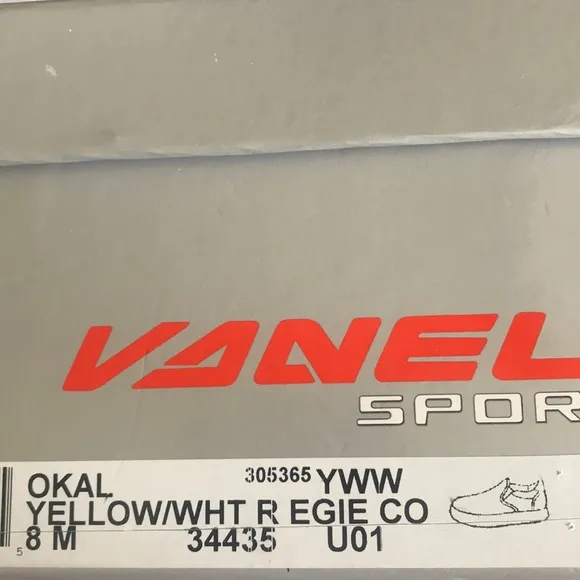 VANEL
SPOR
OKAL 305365 YWW
YELLOW/WHT R EGIE CO
5 8 M 34435 U01